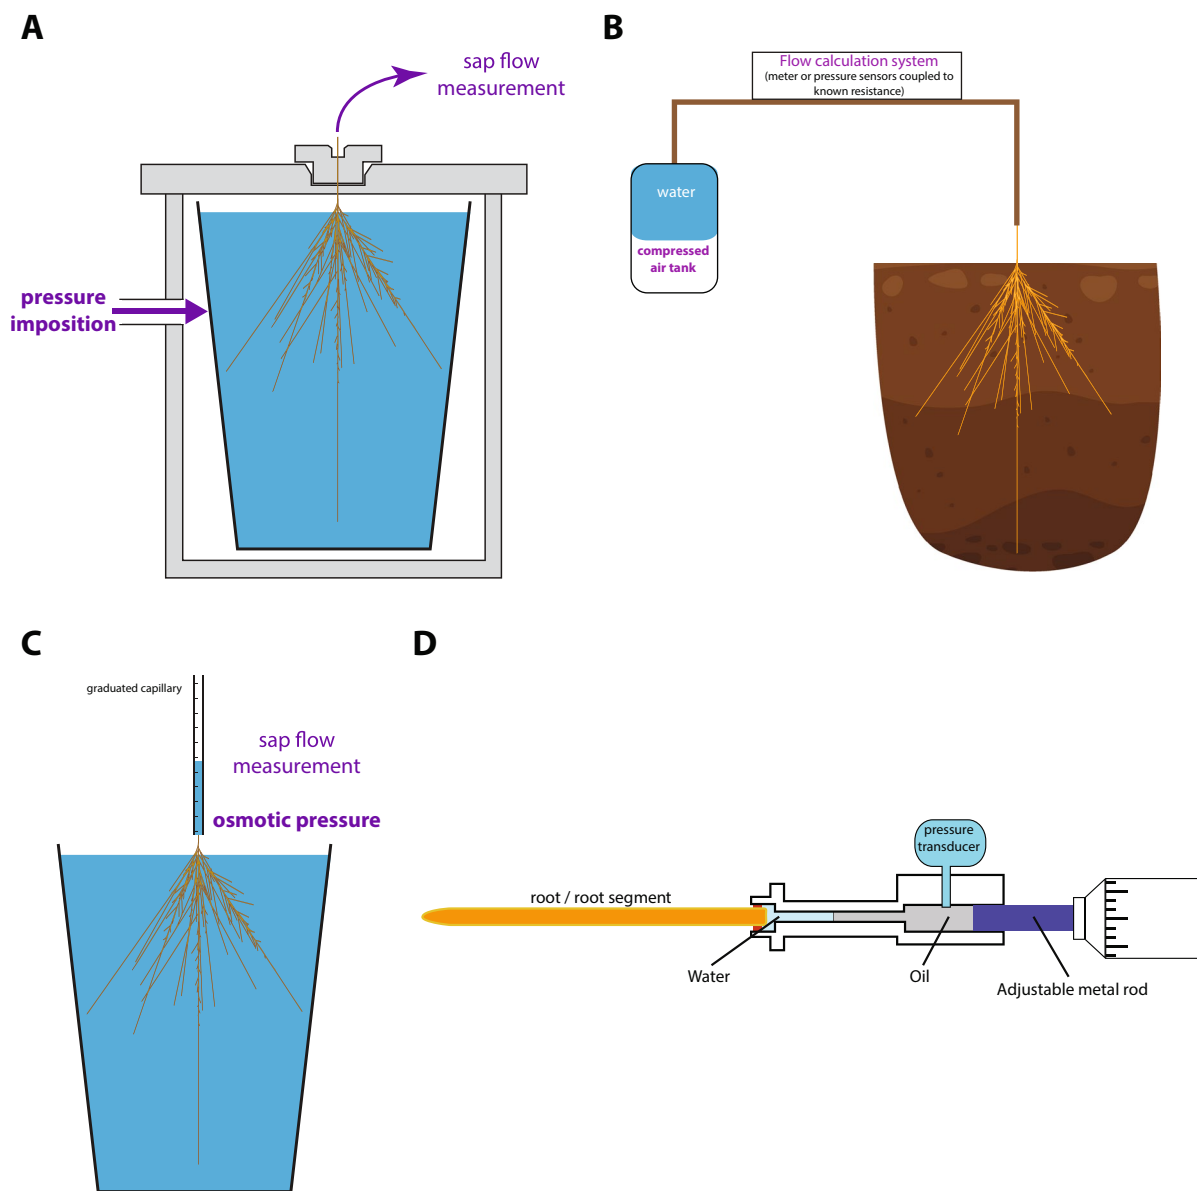 A
sap flow
measurement
pressure
imposition
B
Flow calculation system
(meter or pressure sensors coupled to
known resistance)
water
compressed
air tank
C
graduated capillary
sap flow
measurement
osmotic pressure
D
pressure
transducer
root / root segment
Water
Oil
Adjustable metal rod